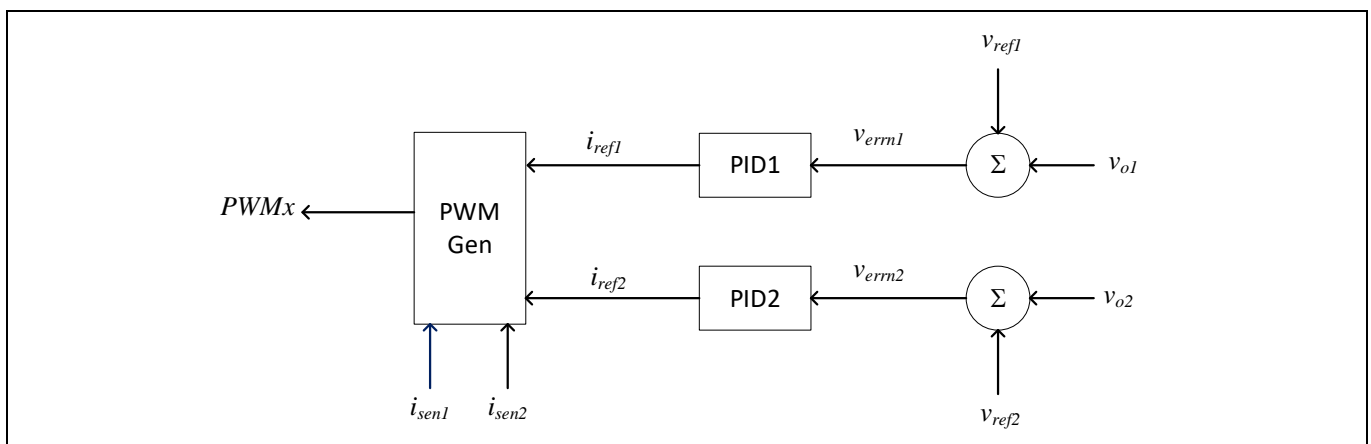 v_ref1
i_ref1
PID1
v_errn1
Σ
v_o1
PWMx
PWM
Gen
i_ref2
PID2
v_errn2
Σ
v_o2
i_sen1
i_sen2
v_ref2